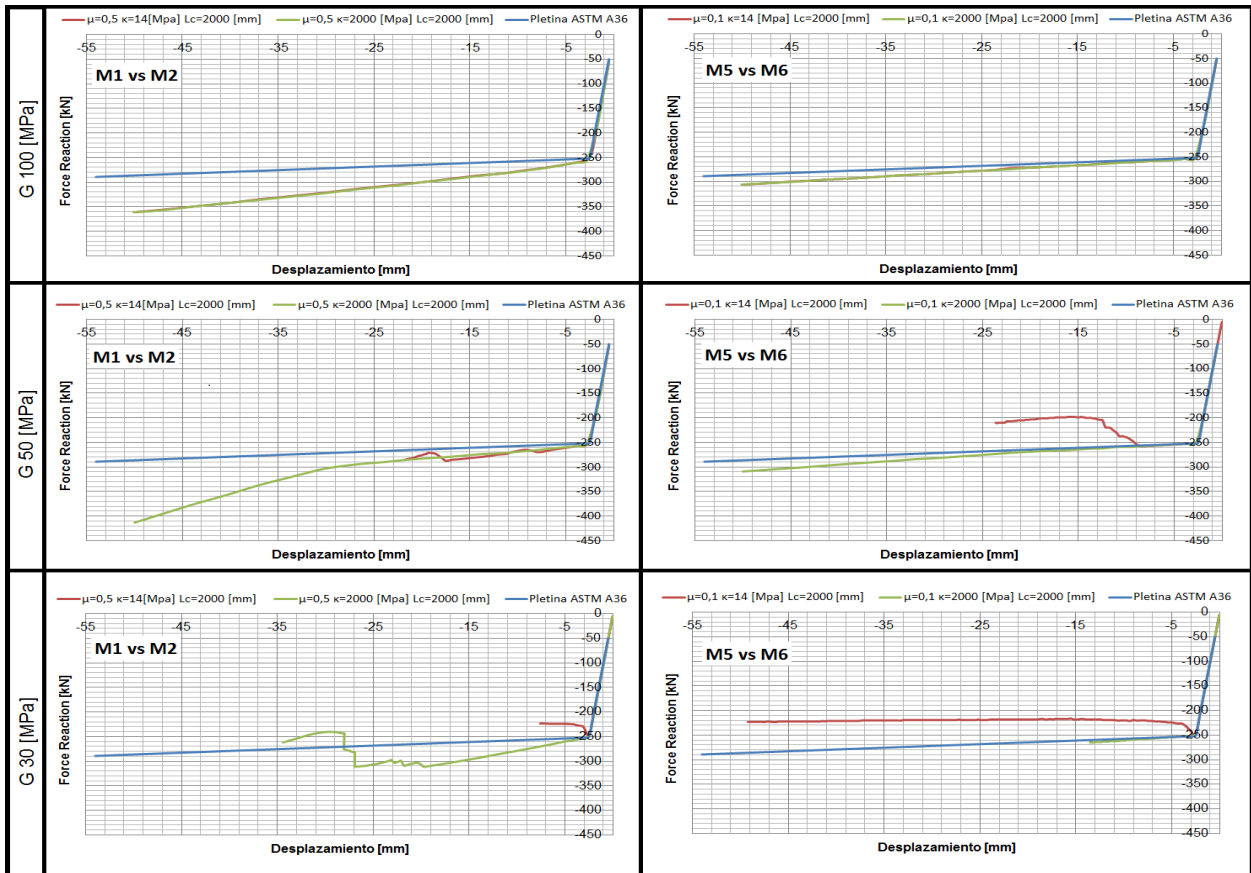 G 100 [MPa]
μ=0,5 κ=14[Mpa] Lc=2000 [mm] μ=0,5 κ=2000 [Mpa] Lc=2000 [mm] Pletina ASTM A36
-55 -45 -35 -25 -15 -5
M1 vs M2
Force Reaction [kN]
0
-50
-100
-150
-200
-250
-300
-350
-400
-450
Desplazamiento [mm]
μ=0,1 κ=14 [Mpa] Lc=2000 [mm] μ=0,1 κ=2000 [Mpa] Lc=2000 [mm] Pletina ASTM A36
-55 -45 -35 -25 -15 -5
M5 vs M6
Force Reaction [kN]
0
-50
-100
-150
-200
-250
-300
-350
-400
-450
Desplazamiento [mm]
G 50 [MPa]
μ=0,5 κ=14[Mpa] Lc=2000 [mm] μ=0,5 κ=2000 [Mpa] Lc=2000 [mm] Pletina ASTM A36
-55 -45 -35 -25 -15 -5
M1 vs M2
Force Reaction [kN]
0
-50
-100
-150
-200
-250
-300
-350
-400
-450
Desplazamiento [mm]
μ=0,1 κ=14 [Mpa] Lc=2000 [mm] μ=0,1 κ=2000 [Mpa] Lc=2000 [mm] Pletina ASTM A36
-55 -45 -35 -25 -15 -5
M5 vs M6
Force Reaction [kN]
0
-50
-100
-150
-200
-250
-300
-350
-400
-450
Desplazamiento [mm]
G 30 [MPa]
μ=0,5 κ=14[Mpa] Lc=2000 [mm] μ=0,5 κ=2000 [Mpa] Lc=2000 [mm] Pletina ASTM A36
-55 -45 -35 -25 -15 -5
M1 vs M2
Force Reaction [kN]
0
-50
-100
-150
-200
-250
-300
-350
-400
-450
Desplazamiento [mm]
μ=0,1 κ=14 [Mpa] Lc=2000 [mm] μ=0,1 κ=2000 [Mpa] Lc=2000 [mm] Pletina ASTM A36
-55 -45 -35 -25 -15 -5
M5 vs M6
Force Reaction [kN]
0
-50
-100
-150
-200
-250
-300
-350
-400
-450
Desplazamiento [mm]